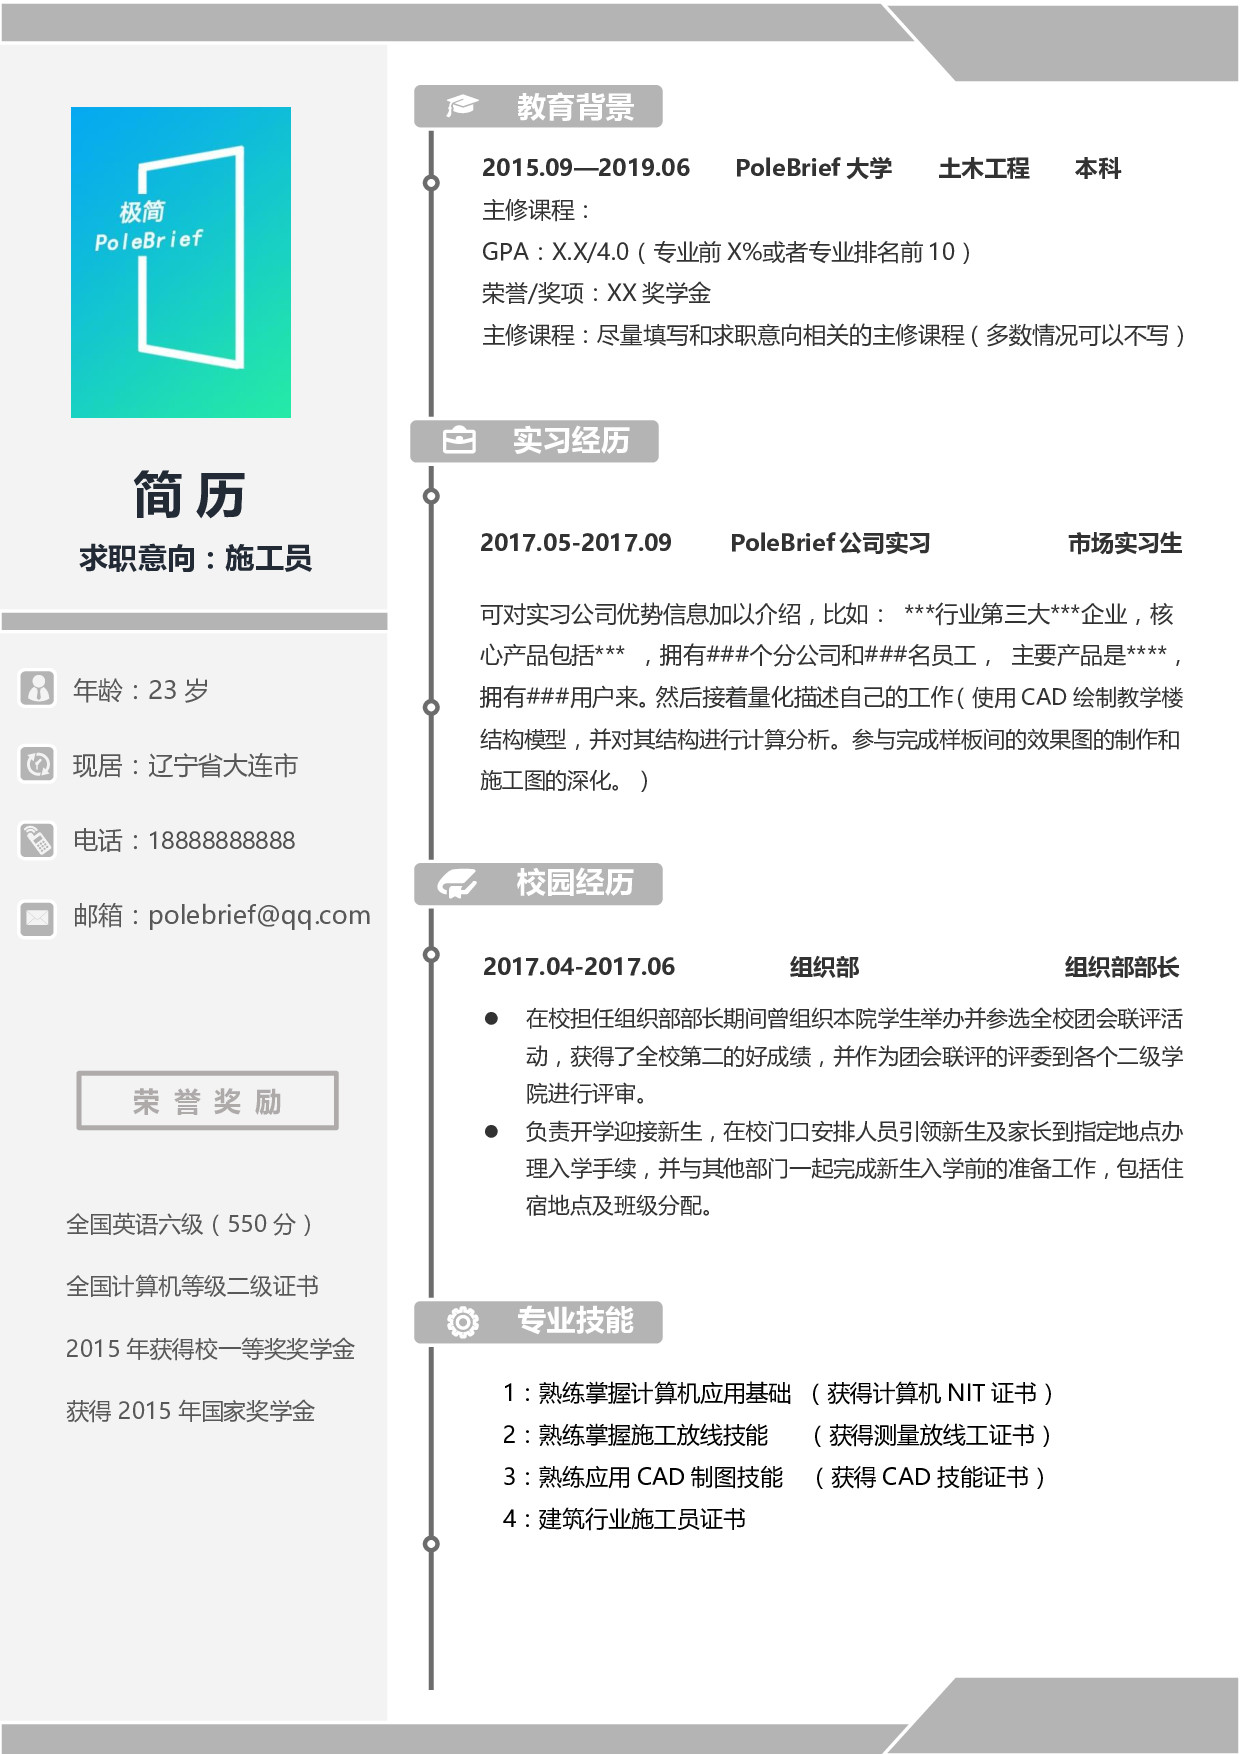 极简
PoleBrief
简 历
求职意向：施工员
年龄：23 岁
现居：辽宁省大连市
电话：18888888888
邮箱：polebrief@qq.com
荣 誉 奖 励
全国英语六级（550 分）
全国计算机等级二级证书
2015 年获得校一等奖奖学金
获得 2015 年国家奖学金
教育背景
2015.09—2019.06 PoleBrief 大学 土木工程 本科
主修课程：
GPA：X.X/4.0（专业前 X%或者专业排名前 10）
荣誉/奖项：XX 奖学金
主修课程：尽量填写和求职意向相关的主修课程（多数情况可以不写）
实习经历
2017.05-2017.09 PoleBrief 公司实习 市场实习生
可对实习公司优势信息加以介绍，比如： ***行业第三大***企业，核
心产品包括*** ，拥有###个分公司和###名员工， 主要产品是****，
拥有###用户来。然后接着量化描述自己的工作（使用 CAD 绘制教学楼
结构模型，并对其结构进行计算分析。参与完成样板间的效果图的制作和
施工图的深化。）
校园经历
2017.04-2017.06 组织部 组织部部长
● 在校担任组织部部长期间曾组织本院学生举办并参选全校团会联评活
动，获得了全校第二的好成绩，并作为团会联评的评委到各个二级学
院进行评审。
● 负责开学迎接新生，在校门口安排人员引领新生及家长到指定地点办
理入学手续，并与其他部门一起完成新生入学前的准备工作，包括住
宿地点及班级分配。
专业技能
1：熟练掌握计算机应用基础 （获得计算机 NIT 证书）
2：熟练掌握施工放线技能 （获得测量放线工证书）
3：熟练应用 CAD 制图技能 （获得 CAD 技能证书）
4：建筑行业施工员证书